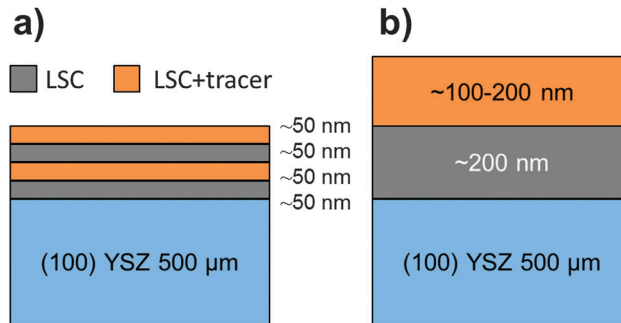 a)
LSC
LSC+tracer
~50 nm
~50 nm
~50 nm
~50 nm
(100) YSZ 500 µm
b)
~100-200 nm
~200 nm
(100) YSZ 500 µm